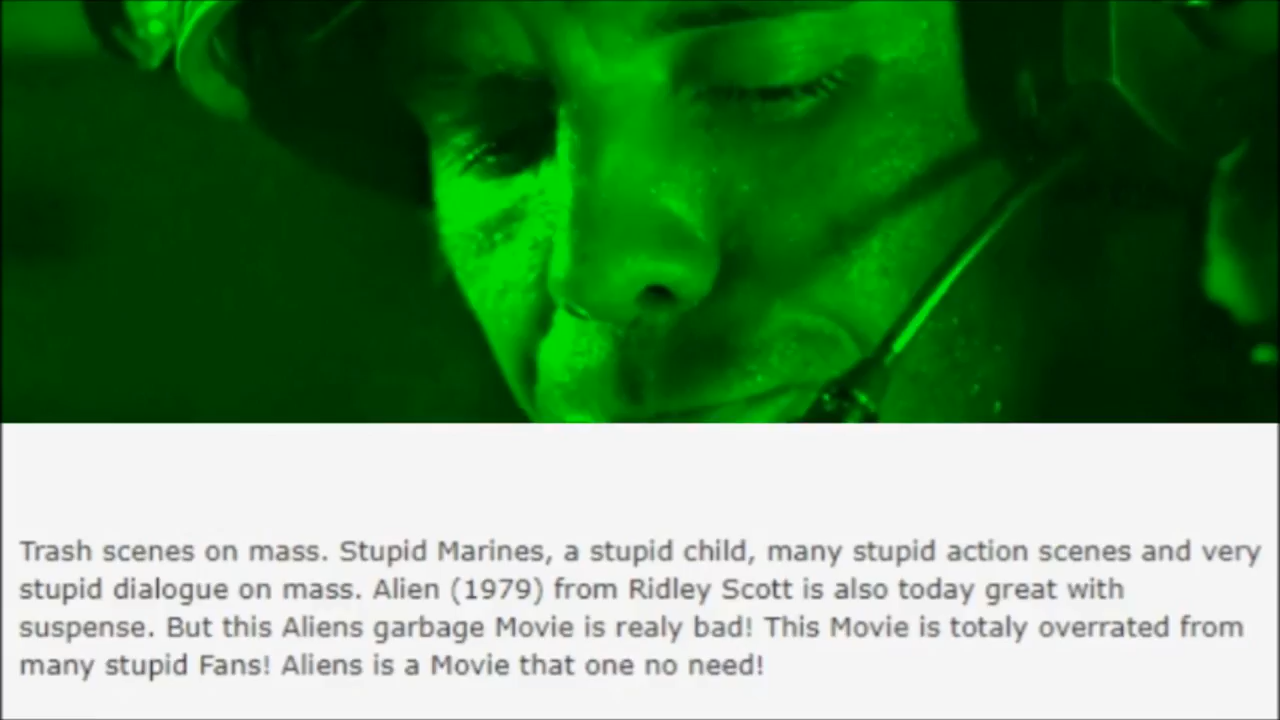 Trash scenes on mass. Stupid Marines, a stupid child, many stupid action scenes and very
stupid dialogue on mass. Alien (1979) from Ridley Scott is also today great with
suspense. But this Aliens garbage Movie is realy bad! This Movie is totaly overrated from
many stupid Fans! Aliens is a Movie that one no need!